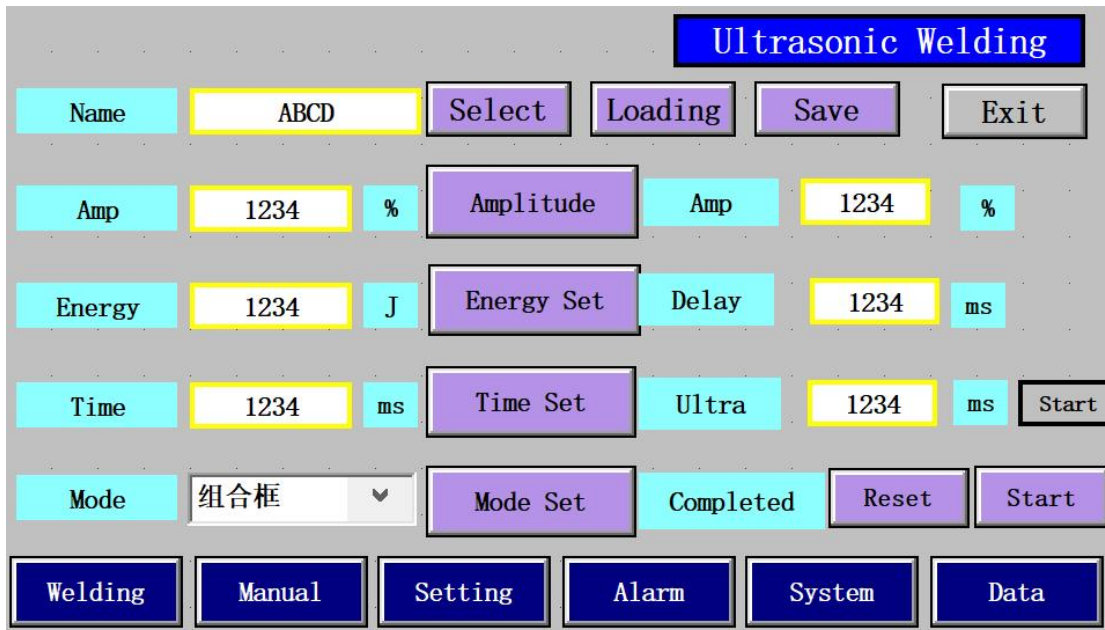 Ultrasonic Welding
Name ABCD Select Loading Save Exit
Amp 1234 % Amplitude Amp 1234 %
Energy 1234 J Energy Set Delay 1234 ms
Time 1234 ms Time Set Ultra 1234 ms Start
Mode 组合框 Mode Set Completed Reset Start
Welding Manual Setting Alarm System Data